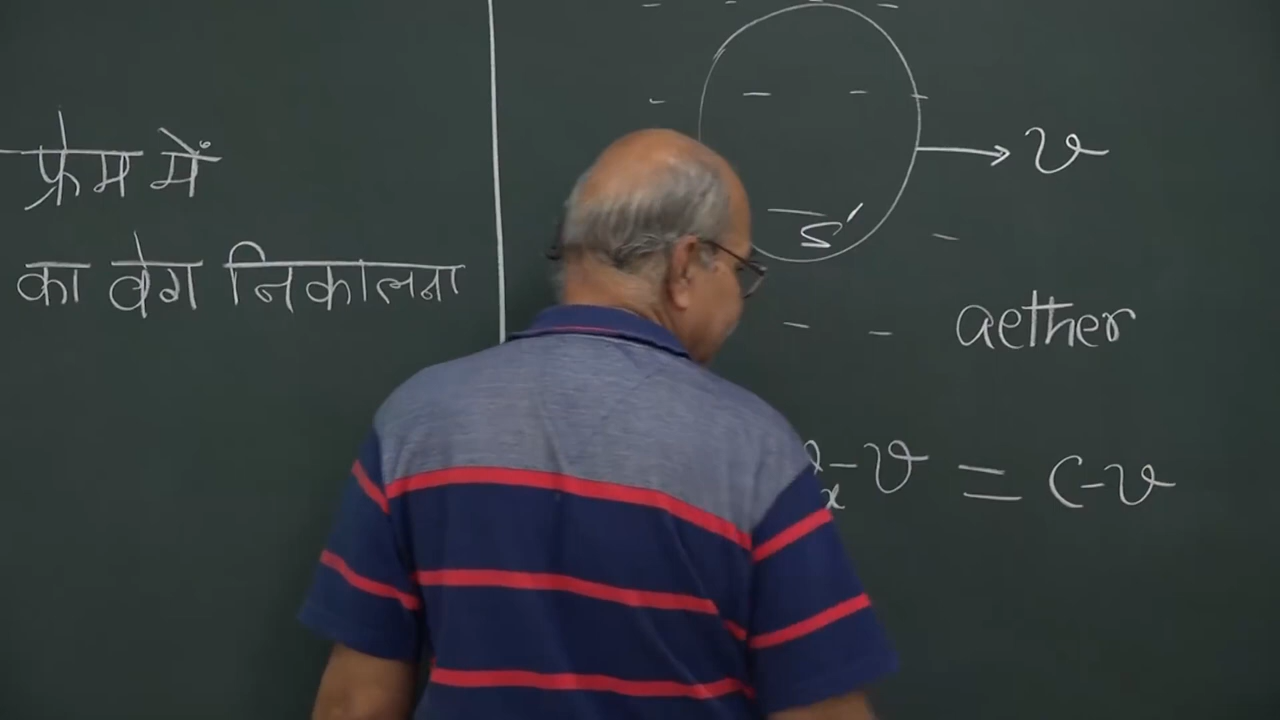 फ्रेम में
का वेग निकालना
v
S'
aether
x - v = c - v